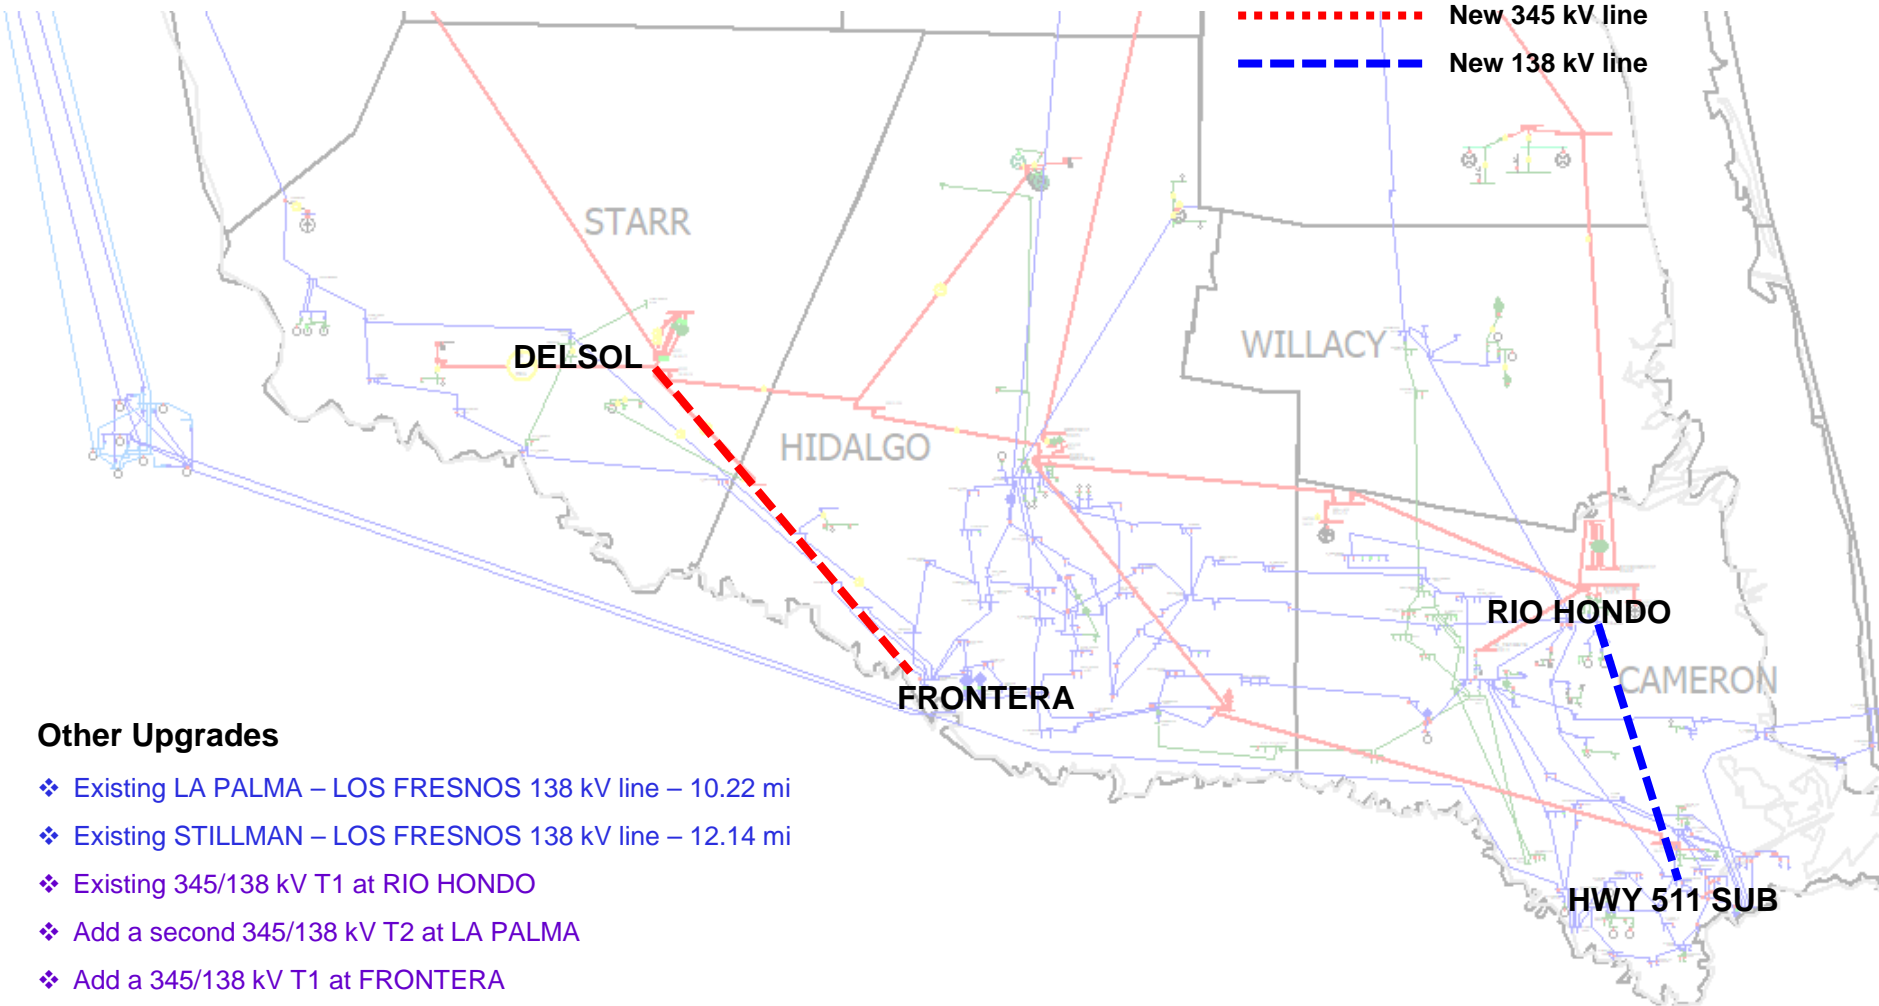 New 345 kV line
New 138 kV line
STARR
WILLACY
DELSOL
HIDALGO
RIO HONDO
CAMERON
FRONTERA
HWY 511 SUB
Other Upgrades
❖ Existing LA PALMA – LOS FRESNOS 138 kV line – 10.22 mi
❖ Existing STILLMAN – LOS FRESNOS 138 kV line – 12.14 mi
❖ Existing 345/138 kV T1 at RIO HONDO
❖ Add a second 345/138 kV T2 at LA PALMA
❖ Add a 345/138 kV T1 at FRONTERA